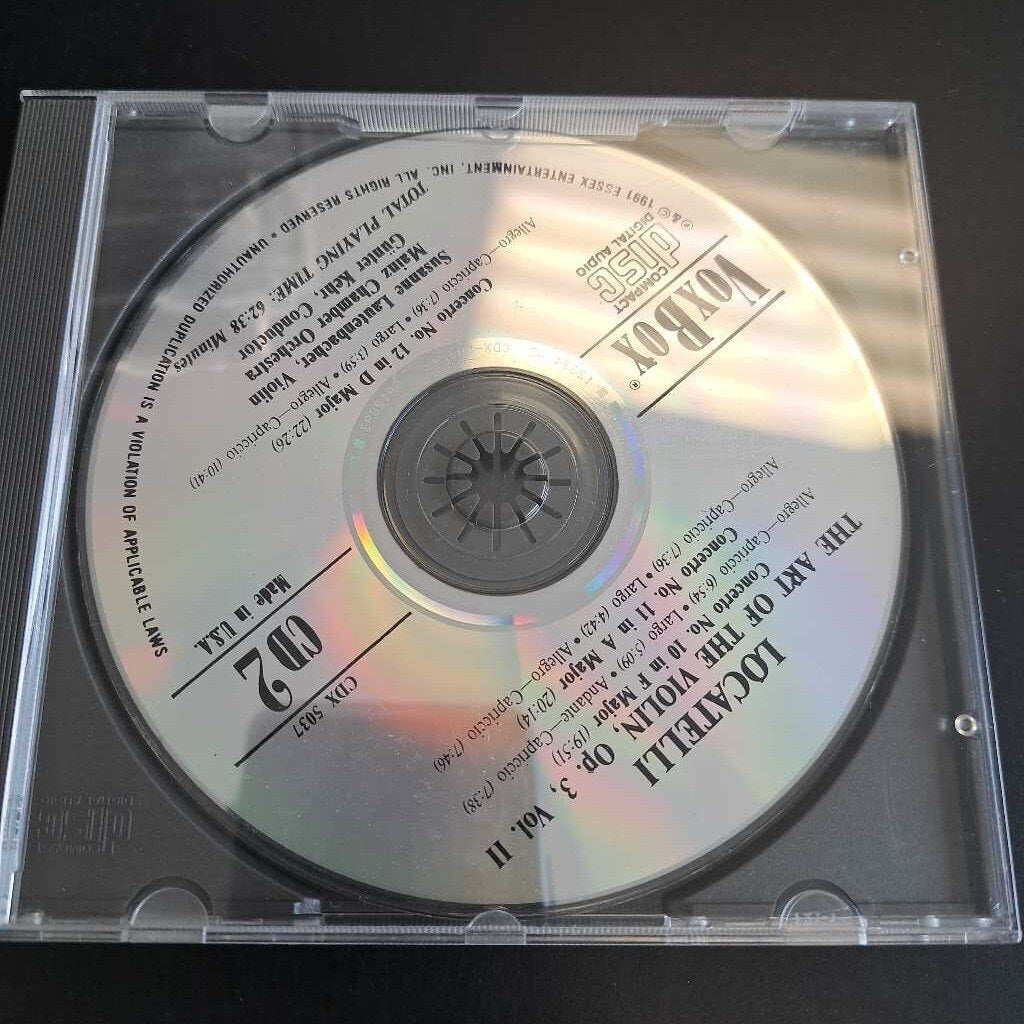 VOXBOX®
COMPACT
disc
DIGITAL AUDIO
LOCATELLI
THE ART OF THE VIOLIN, Op. 3, Vol. II
Concerto No. 10 in F Major (19:51)
Allegro—Capriccio (6:54) • Largo (5:09) • Andante—Capriccio (7:38)
Concerto No. 11 in A Major (20:14)
Allegro—Capriccio (7:36) • Largo (4:42) • Allegro—Capriccio (7:46)
CDX 5037
CD2
Made in U.S.A.
Concerto No. 12 in D Major (22:26)
Allegro—Capriccio (7:36) • Largo (3:59) • Allegro—Capriccio (10:41)
Susanne Lautenbacher, Violin
Mainz Chamber Orchestra
Günter Kehr, Conductor
TOTAL PLAYING TIME: 62:38 Minutes
℗ & © 1991 ESSEX ENTERTAINMENT, INC. ALL RIGHTS RESERVED • UNAUTHORIZED DUPLICATION IS A VIOLATION OF APPLICABLE LAWS
COMPACT
disc
DIGITAL AUDIO